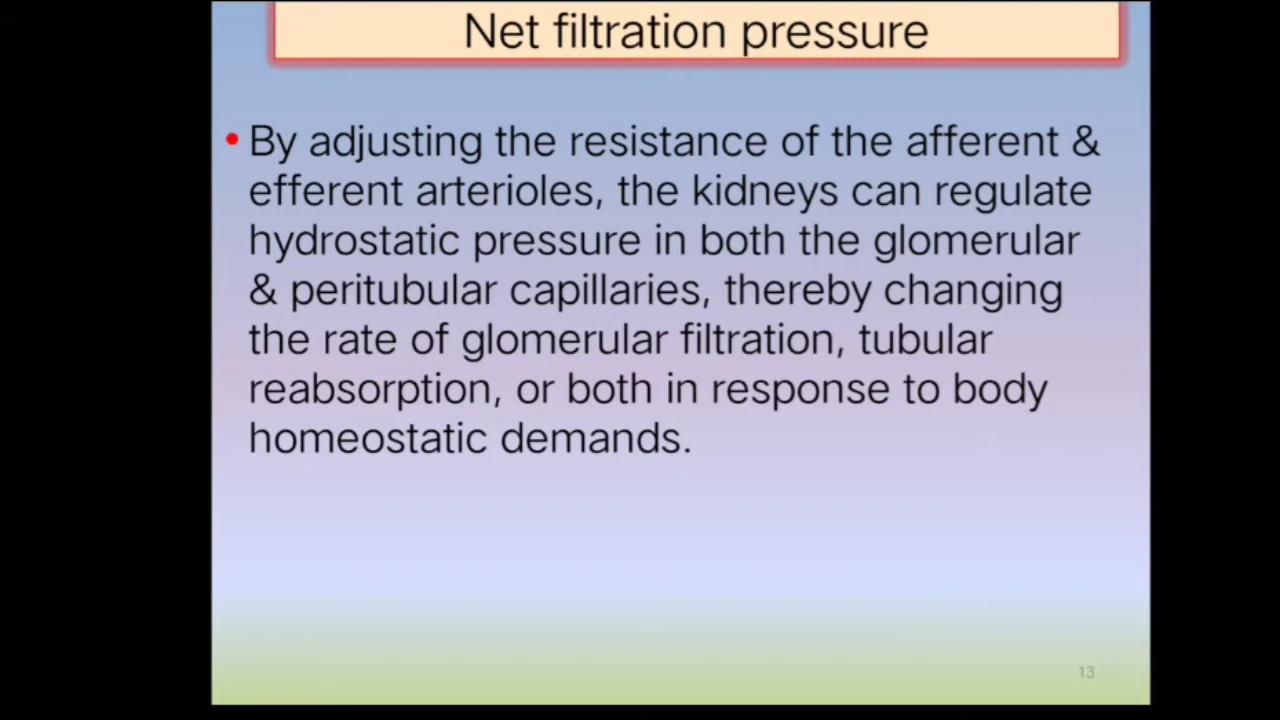 Net filtration pressure
• By adjusting the resistance of the afferent &
efferent arterioles, the kidneys can regulate
hydrostatic pressure in both the glomerular
& peritubular capillaries, thereby changing
the rate of glomerular filtration, tubular
reabsorption, or both in response to body
homeostatic demands.
13